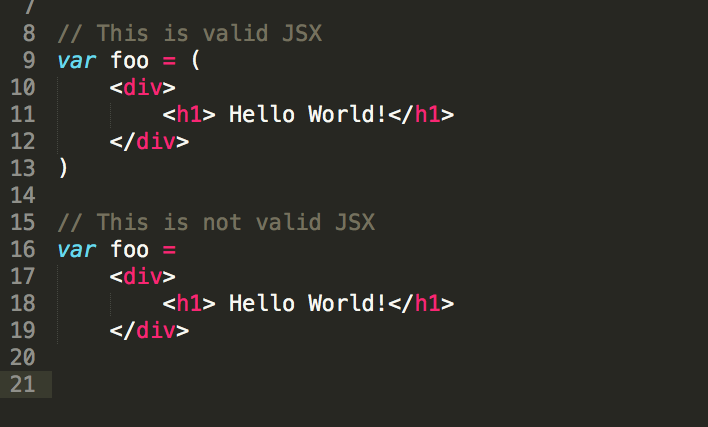 7
8 // This is valid JSX
9 var foo = (
10     <div>
11         <h1> Hello World!</h1>
12     </div>
13 )
14
15 // This is not valid JSX
16 var foo =
17     <div>
18         <h1> Hello World!</h1>
19     </div>
20
21